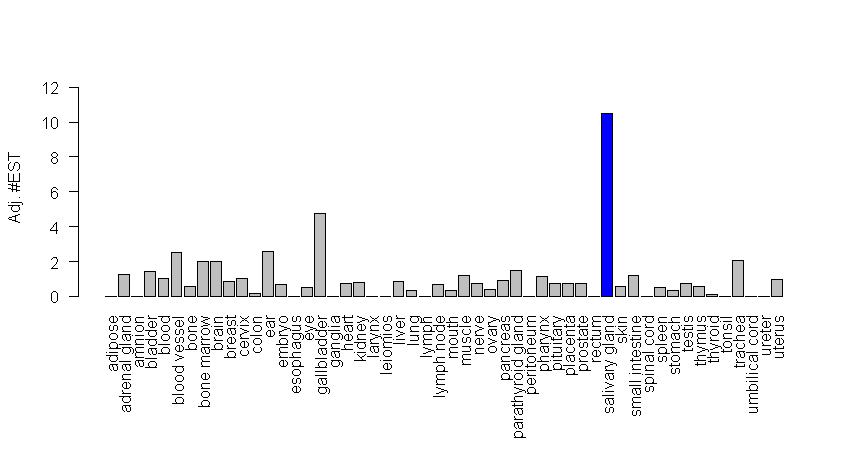 Adj. #EST
12
10
8
6
4
2
0
adipose
adrenal gland
amnion
bladder
blood
blood vessel
bone
bone marrow
brain
breast
cervix
colon
ear
embryo
esophagus
eye
gallbladder
ganglia
heart
kidney
larynx
leiomios
liver
lung
lymph
lymph node
mouth
muscle
nerve
ovary
pancreas
parathyroid gland
peritoneum
pharynx
pituitary
placenta
prostate
rectum
salivary gland
skin
small intestine
spinal cord
spleen
stomach
testis
thymus
thyroid
tonsil
trachea
umbilical cord
ureter
uterus